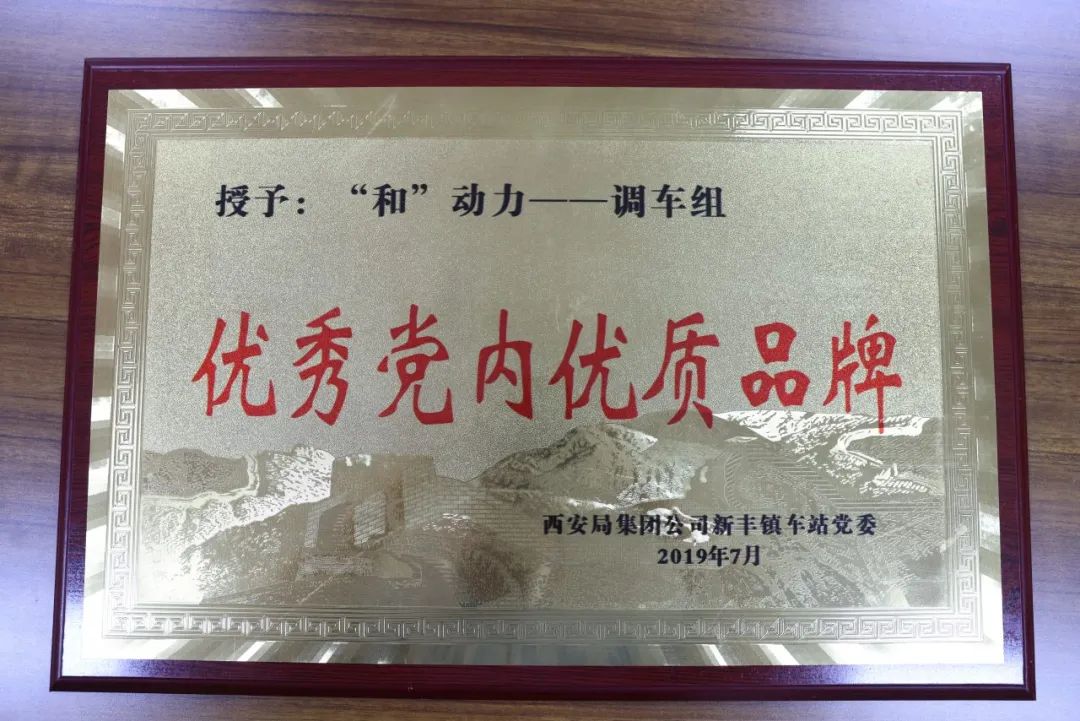 授予：“和”动力——调车组
优秀党内优质品牌
西安局集团公司新丰镇车站党委
2019年7月